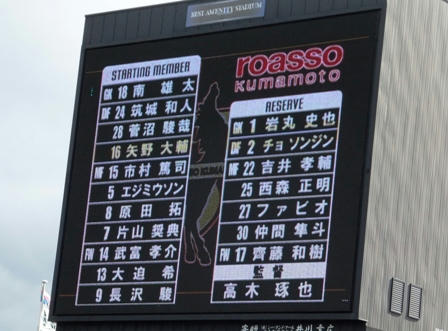 BEST AMENITY STADIUM
STARTING MEMBER
GK 18 南 雄太
DF 24 筑城 和人
28 菅沼 駿哉
16 矢野 大輔
MF 15 市村 篤司
5 エジミウソン
8 原田 拓
7 片山 奨典
FW 14 武富 孝介
13 大迫 希
9 長沢 駿
roasso
kumamoto
RESERVE
GK 1 岩丸 史也
DF 2 チョ ソンジン
MF 22 吉井 孝輔
25 西森 正明
27 ファビオ
30 仲間 隼斗
FW 17 齊藤 和樹
監督
高木 琢也